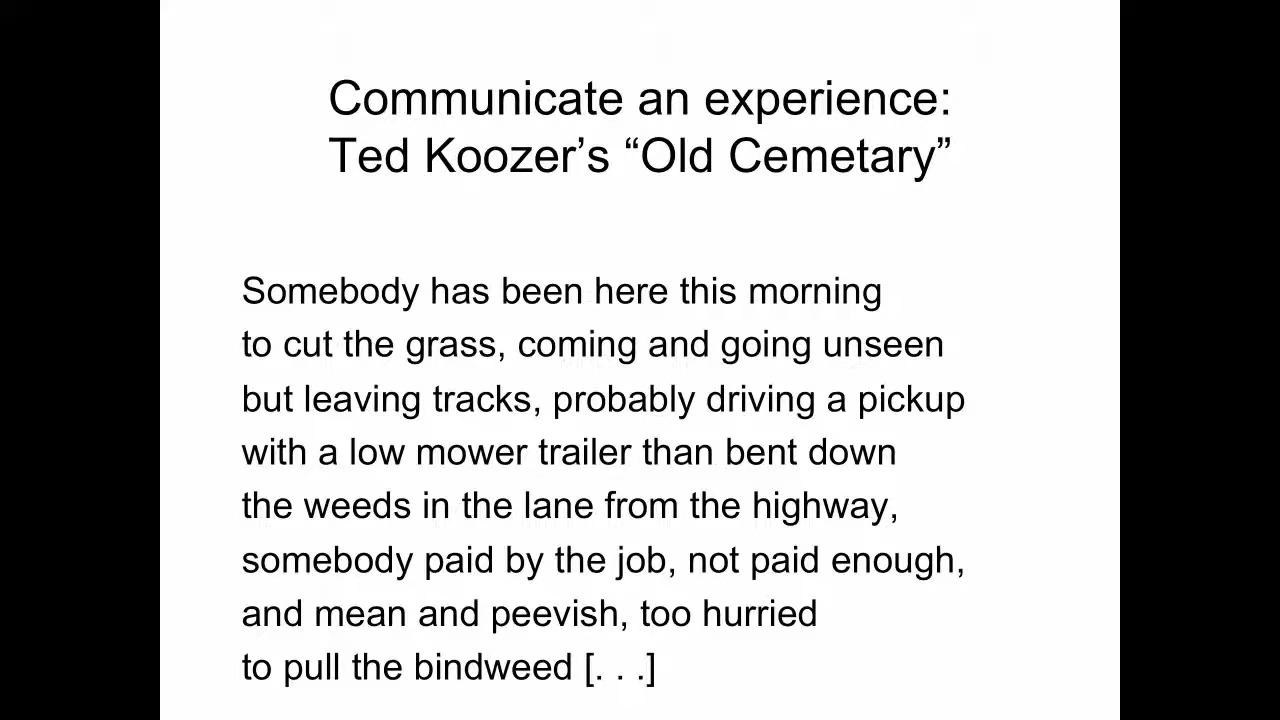 Communicate an experience:
Ted Koozer’s “Old Cemetary”
Somebody has been here this morning
to cut the grass, coming and going unseen
but leaving tracks, probably driving a pickup
with a low mower trailer than bent down
the weeds in the lane from the highway,
somebody paid by the job, not paid enough,
and mean and peevish, too hurried
to pull the bindweed [. . .]